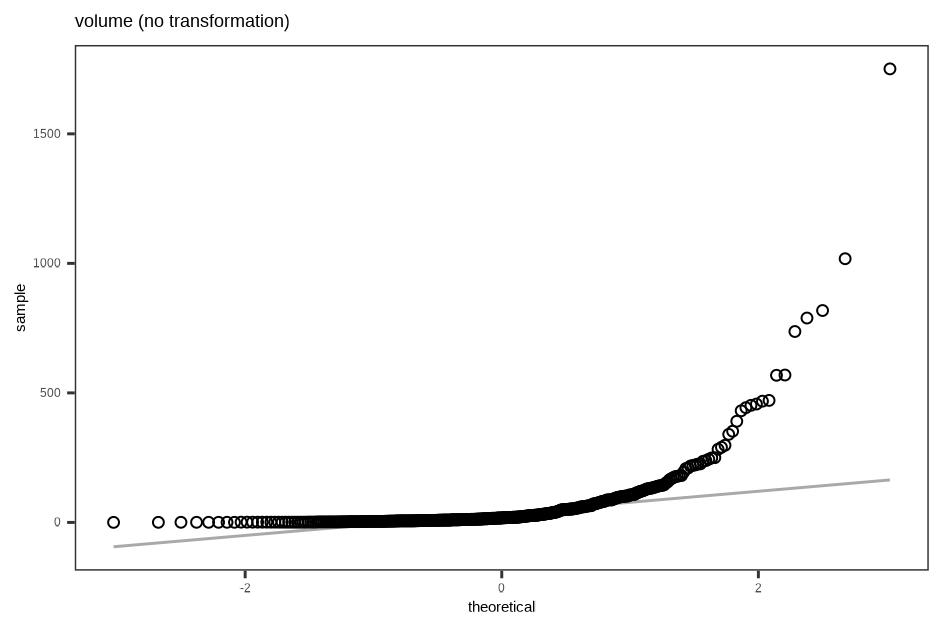 volume (no transformation)
1500
1000
500
0
sample
-2
0
2
theoretical